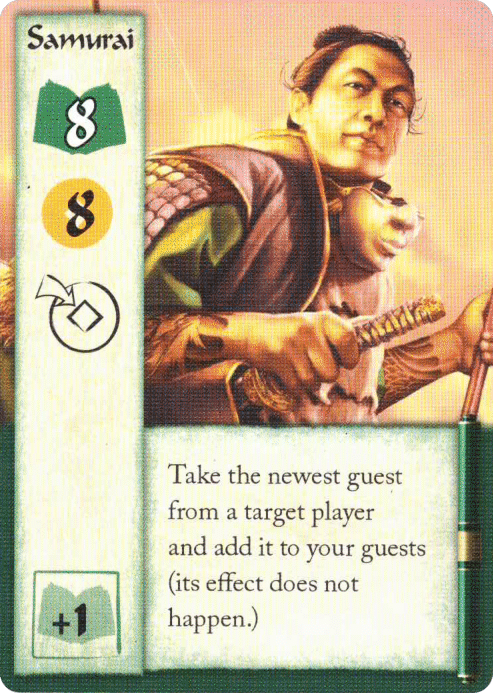 Samurai
8
8
+1
Take the newest guest
from a target player
and add it to your guests
(its effect does not
happen.)